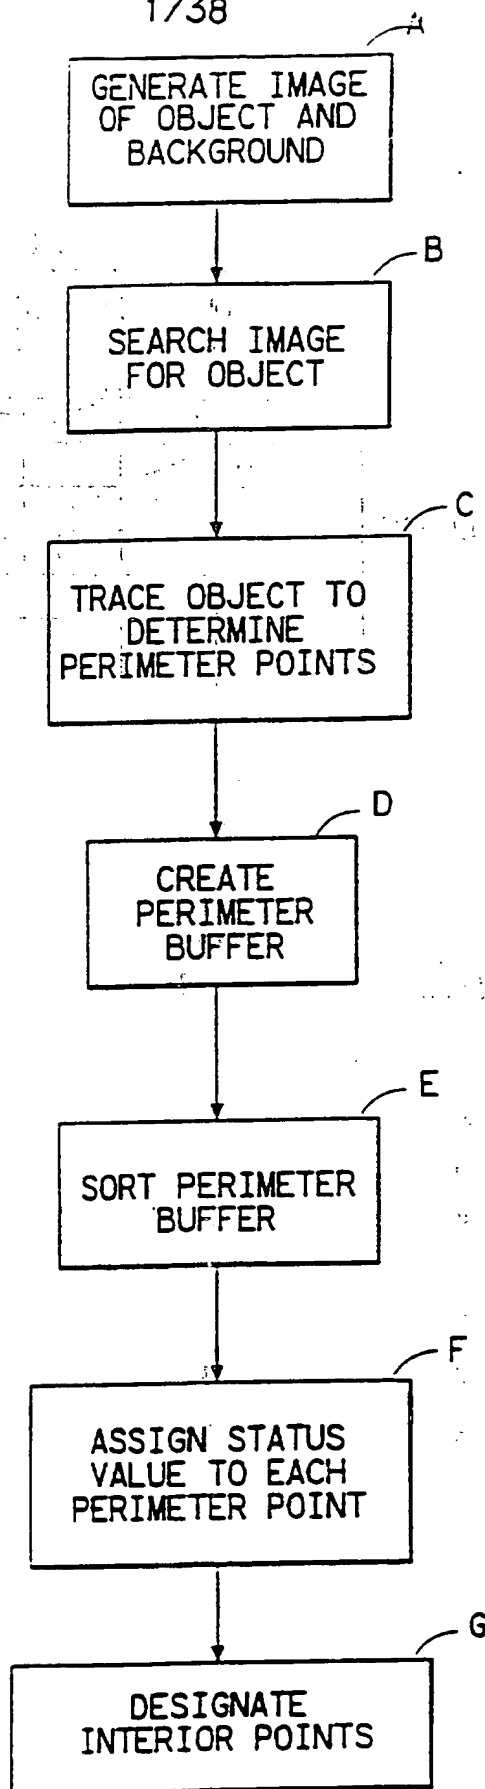 1/38
A
GENERATE IMAGE
OF OBJECT AND
BACKGROUND
B
SEARCH IMAGE
FOR OBJECT
C
TRACE OBJECT TO
DETERMINE
PERIMETER POINTS
D
CREATE
PERIMETER
BUFFER
E
SORT PERIMETER
BUFFER
F
ASSIGN STATUS
VALUE TO EACH
PERIMETER POINT
G
DESIGNATE
INTERIOR POINTS